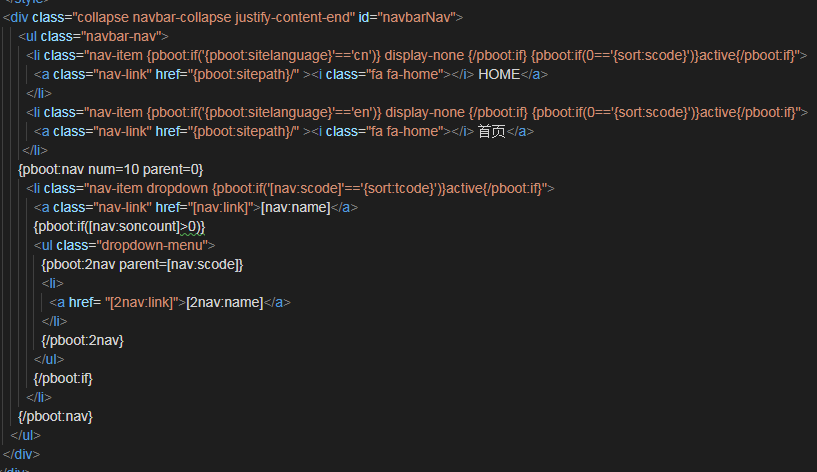 </style>
<div class="collapse navbar-collapse justify-content-end" id="navbarNav">
<ul class="navbar-nav">
<li class="nav-item {pboot:if('{pboot:sitelanguage}'=='cn')} display-none {/pboot:if} {pboot:if(0=='{sort:scode}')}active{/pboot:if}">
<a class="nav-link" href="{pboot:sitepath}/" ><i class="fa fa-home"></i> HOME</a>
</li>
<li class="nav-item {pboot:if('{pboot:sitelanguage}'=='en')} display-none {/pboot:if} {pboot:if(0=='{sort:scode}')}active{/pboot:if}">
<a class="nav-link" href="{pboot:sitepath}/" ><i class="fa fa-home"></i> 首页</a>
</li>
{pboot:nav num=10 parent=0}
<li class="nav-item dropdown {pboot:if('[nav:scode]'=='{sort:tcode}')}active{/pboot:if}">
<a class="nav-link" href="[nav:link]">[nav:name]</a>
{pboot:if([nav:soncount]>0)}
<ul class="dropdown-menu">
{pboot:2nav parent=[nav:scode]}
<li>
<a href= "[2nav:link]">[2nav:name]</a>
</li>
{/pboot:2nav}
</ul>
{/pboot:if}
</li>
{/pboot:nav}
</ul>
</div>
</div>